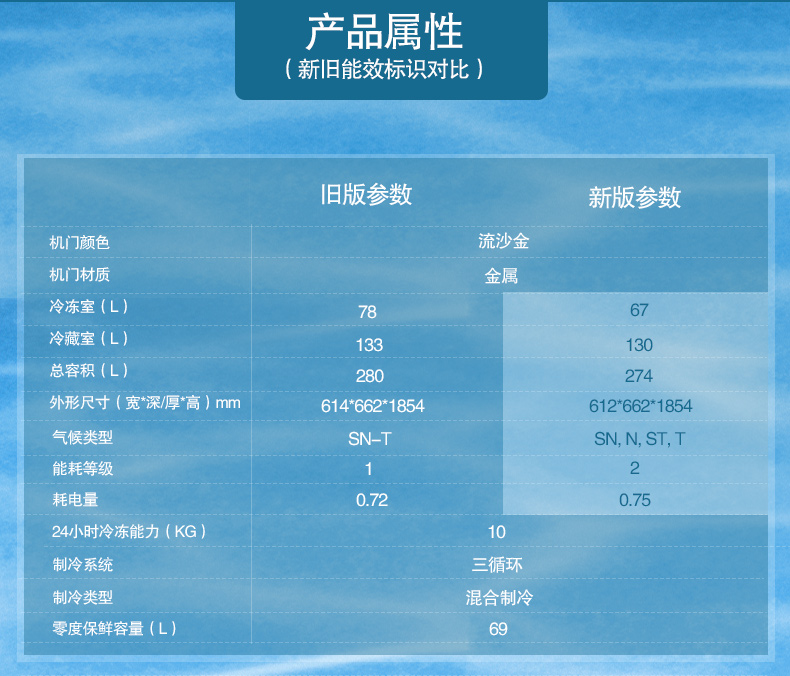 产品属性
（新旧能效标识对比）
旧版参数 新版参数
机门颜色 流沙金
机门材质 金属
冷冻室（L） 78 67
冷藏室（L） 133 130
总容积（L） 280 274
外形尺寸（宽*深/厚*高）mm 614*662*1854 612*662*1854
气候类型 SN-T SN, N, ST, T
能耗等级 1 2
耗电量 0.72 0.75
24小时冷冻能力（KG） 10
制冷系统 三循环
制冷类型 混合制冷
零度保鲜容量（L） 69